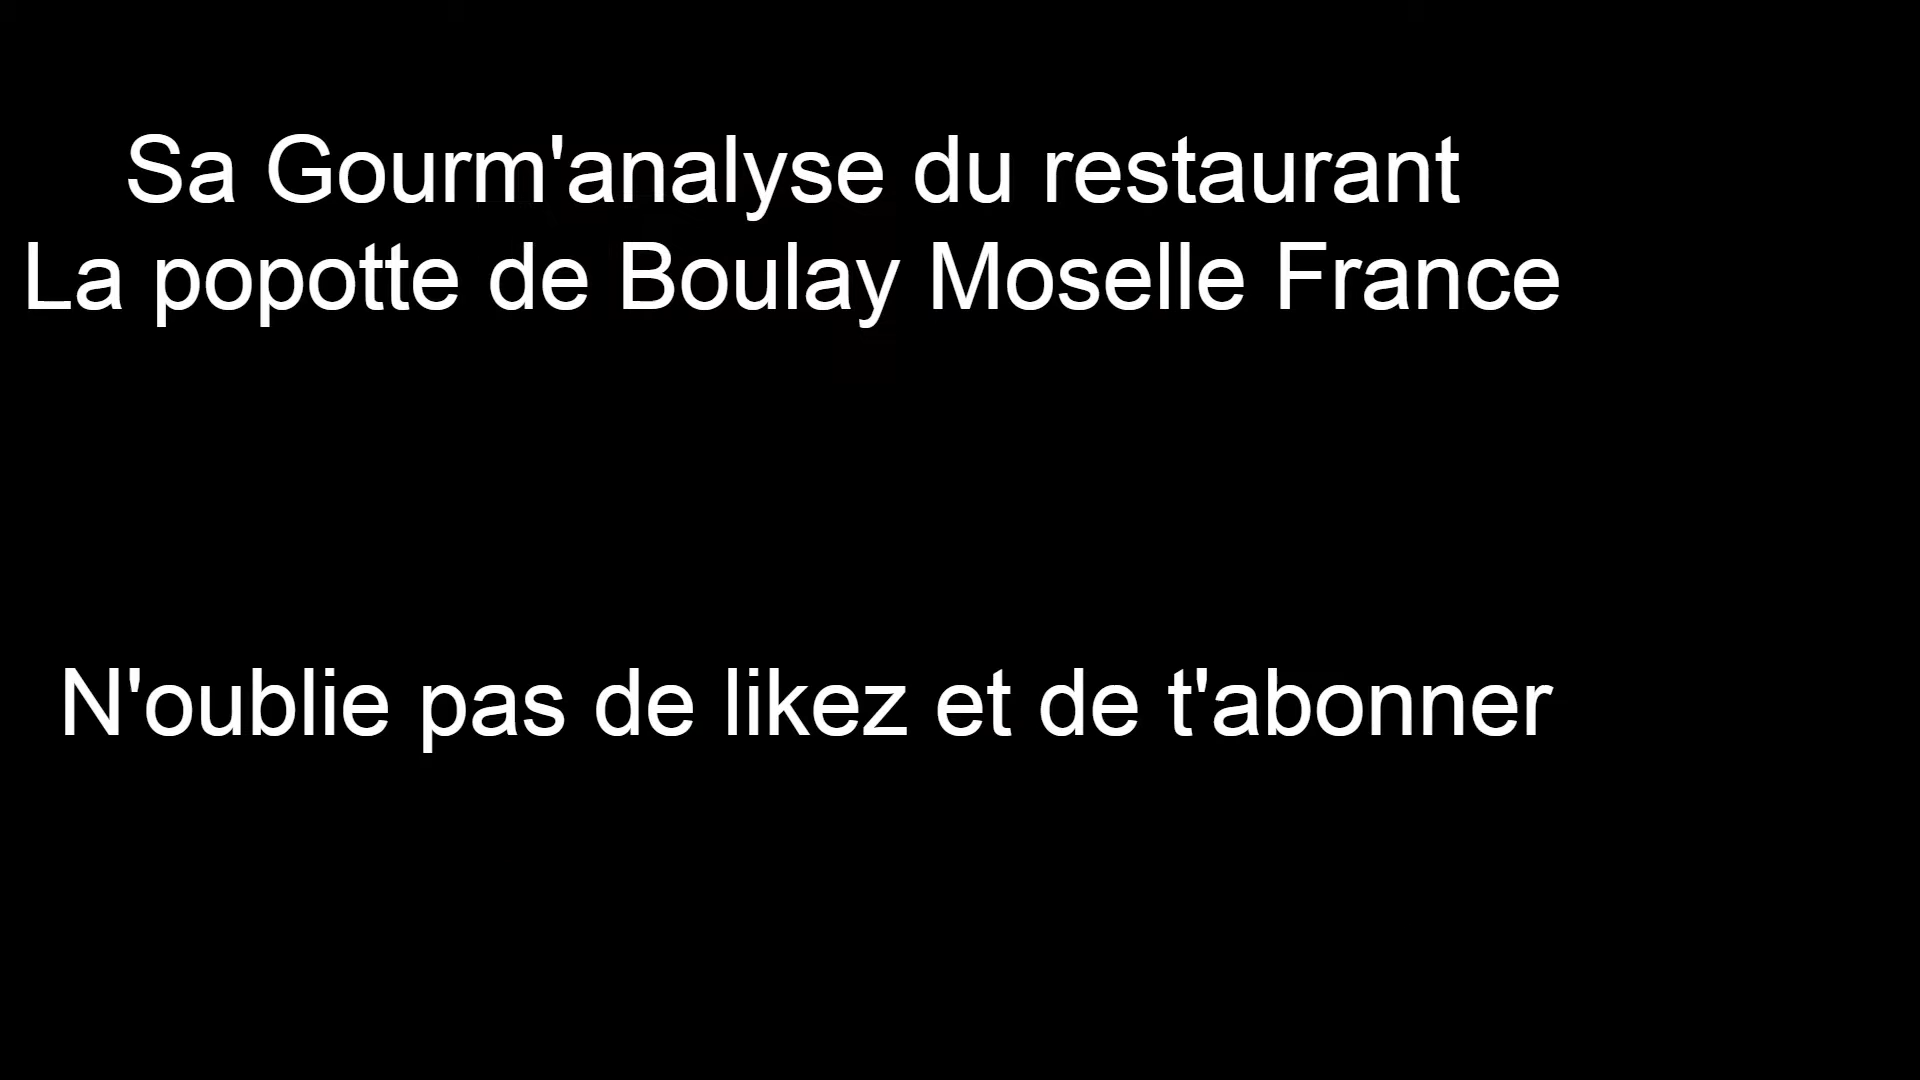 Sa Gourm'analyse du restaurant
La popotte de Boulay Moselle France
N'oublie pas de likez et de t'abonner